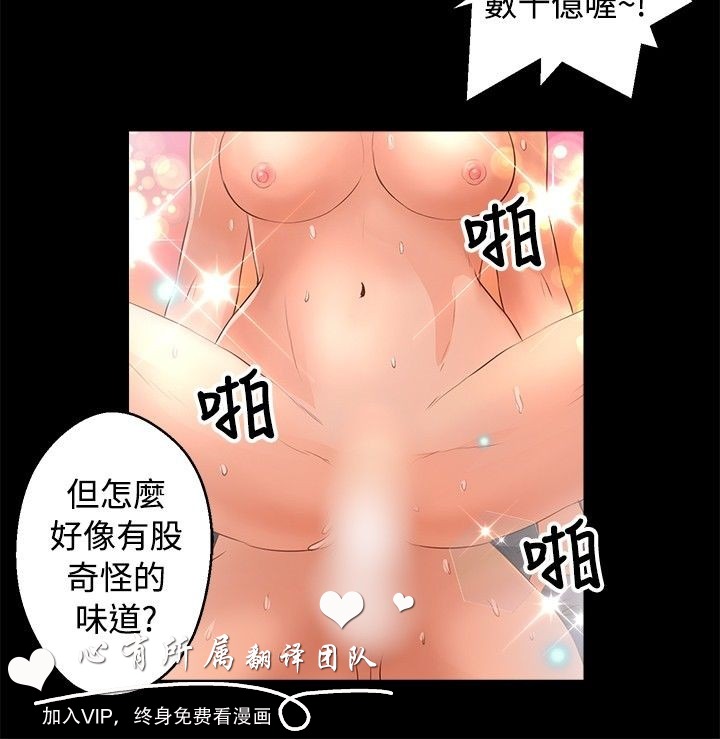 數十億喔~!
啪
啪
啪
但怎麼
好像有股
奇怪的
味道?
心有所属翻译团队
加入VIP，终身免费看漫画